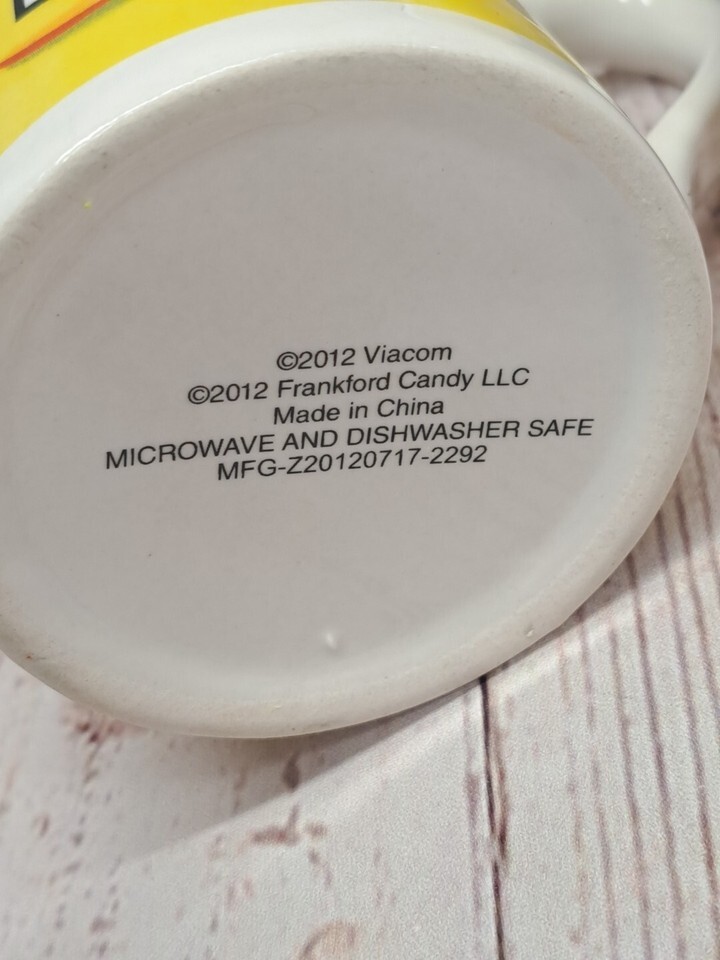 ©2012 Viacom
©2012 Frankford Candy LLC
Made in China
MICROWAVE AND DISHWASHER SAFE
MFG-Z20120717-2292